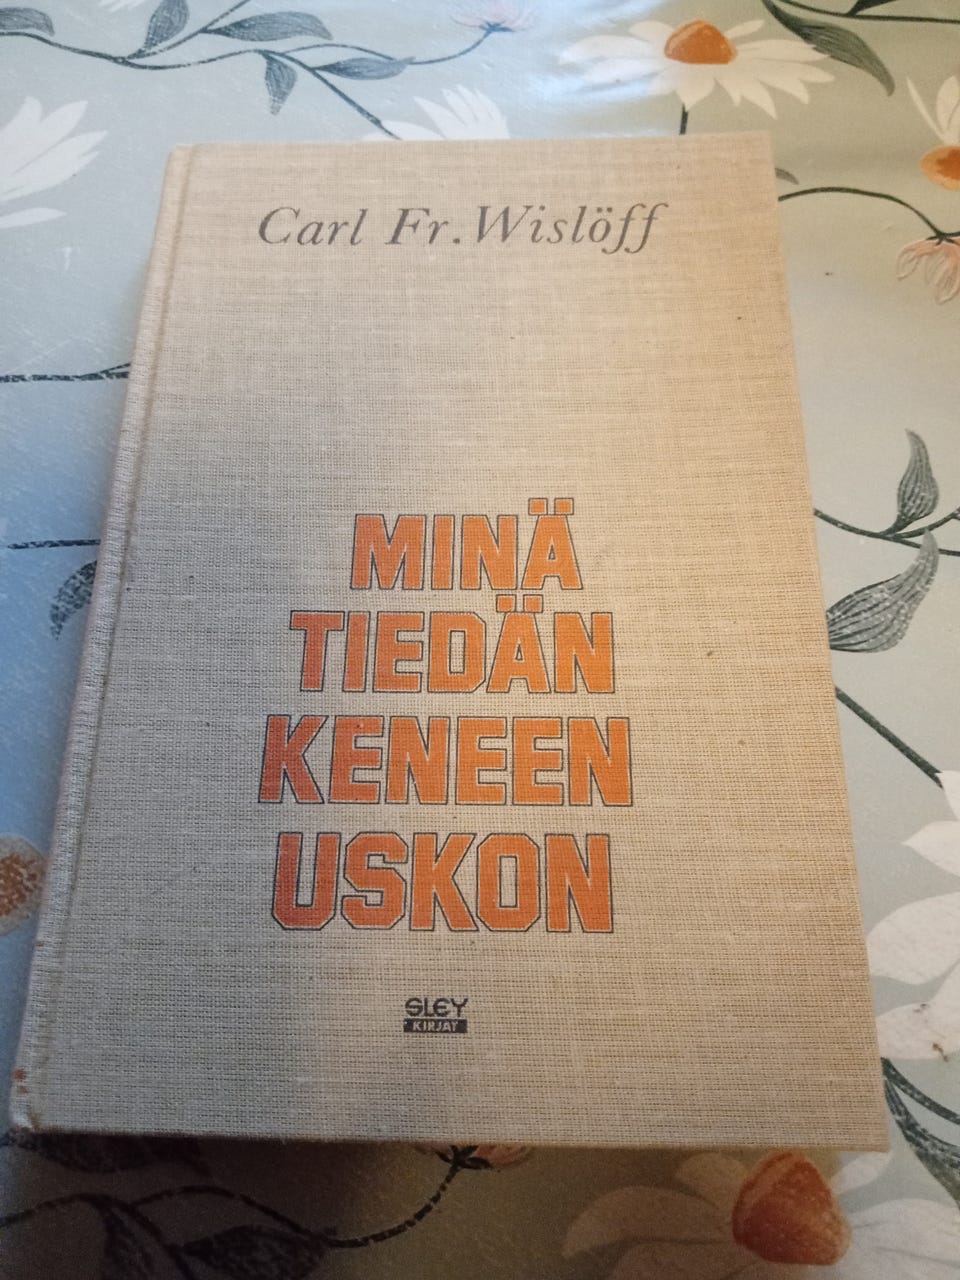 Carl Fr. Wislöff
MINÄ
TIEDÄN
KENEEN
USKON
SLEY
KIRJAT